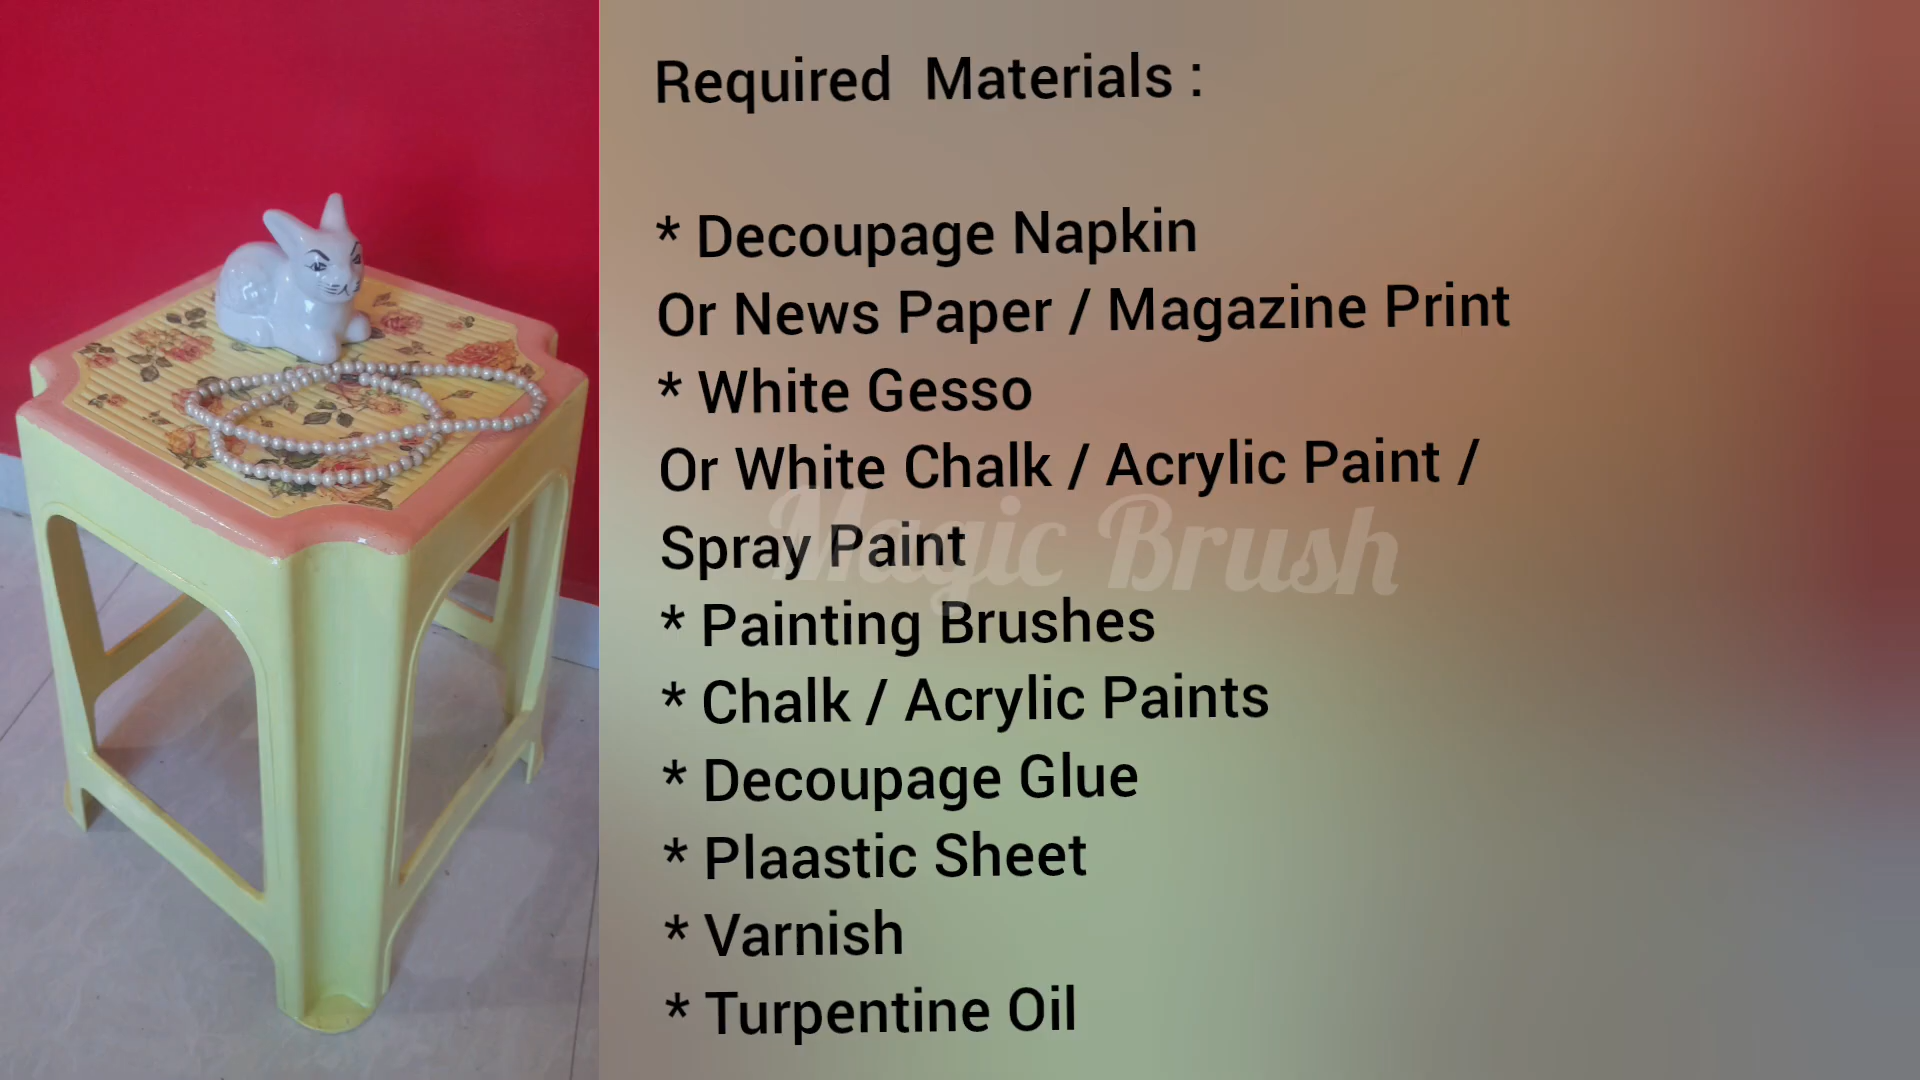 Required Materials :
* Decoupage Napkin
Or News Paper / Magazine Print
* White Gesso
Or White Chalk / Acrylic Paint /
Spray Paint
Magic Brush
* Painting Brushes
* Chalk / Acrylic Paints
* Decoupage Glue
* Plaastic Sheet
* Varnish
* Turpentine Oil